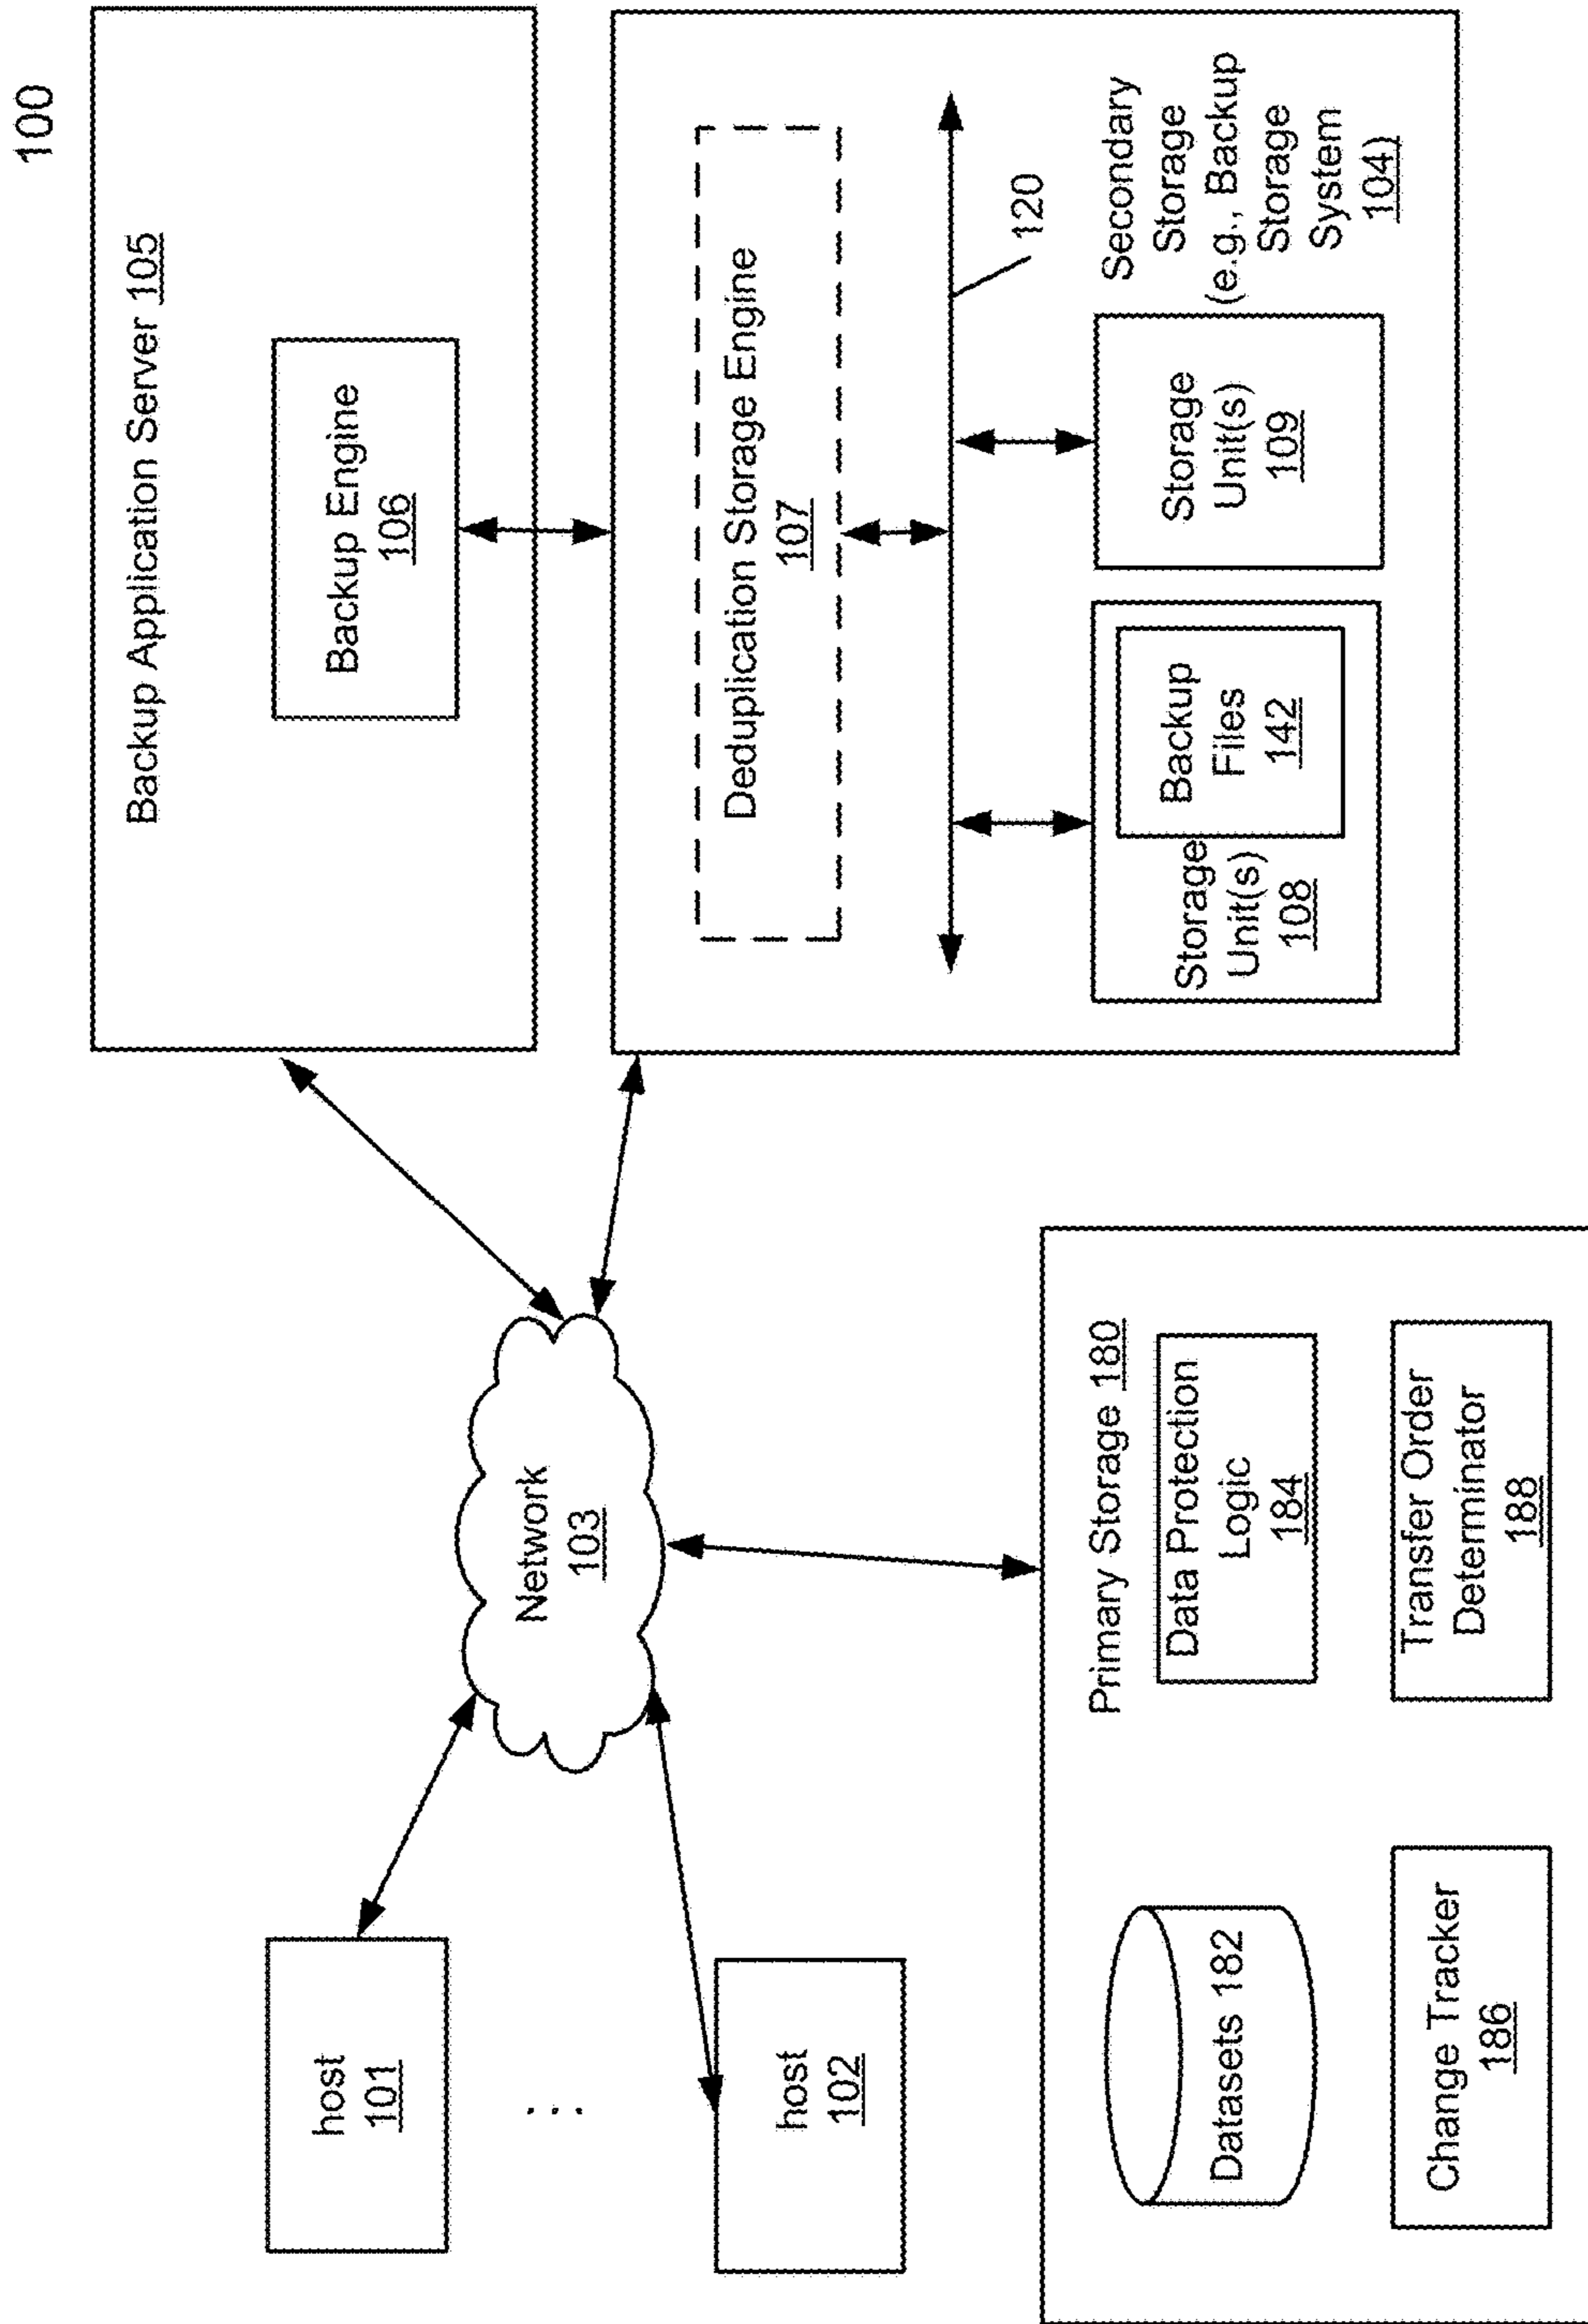 100
Backup Application Server 105
Backup Engine
106
Deduplication Storage Engine
107
120
Secondary
Storage
(e.g., Backup
Storage
System
104)
Storage
Unit(s)
109
Backup
Files
142
Storage
Unit(s)
108
Network
103
host
101
. . .
host
102
Primary Storage 180
Data Protection
Logic
184
Datasets 182
Transfer Order
Determinator
188
Change Tracker
186